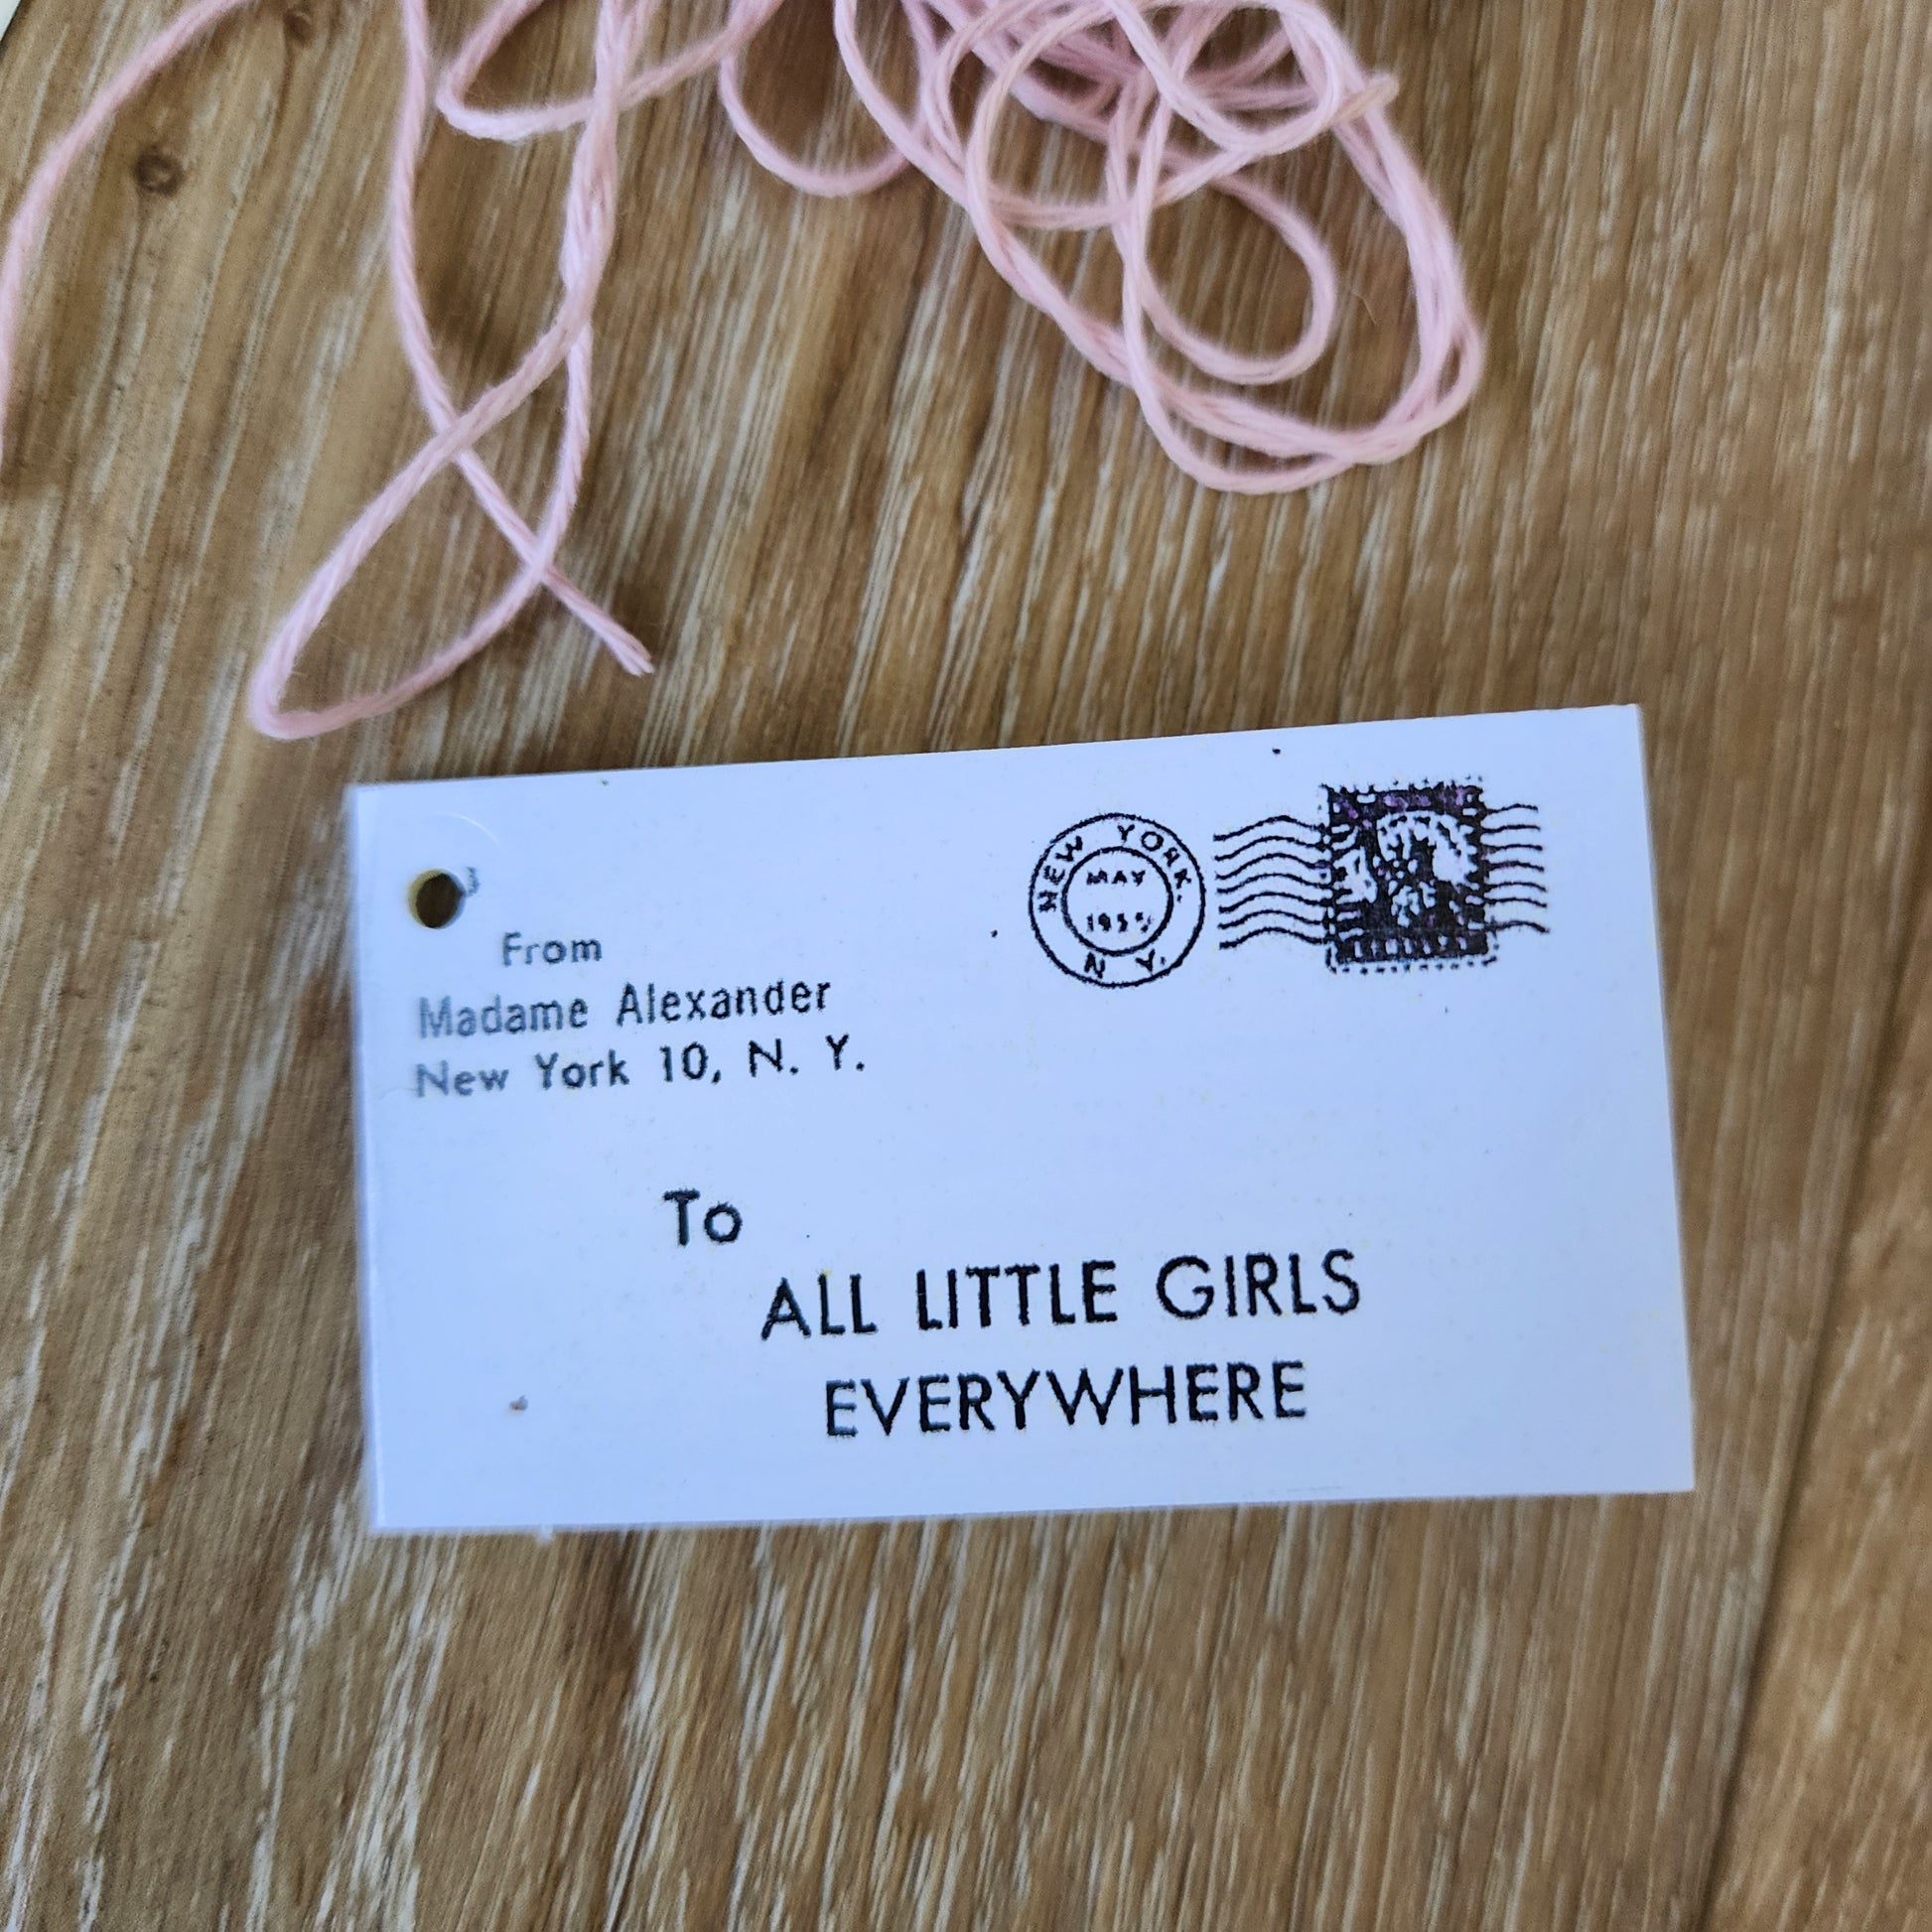 From
Madame Alexander
New York 10, N. Y.
NEW YORK.
MAY
N Y.
To
ALL LITTLE GIRLS
EVERYWHERE